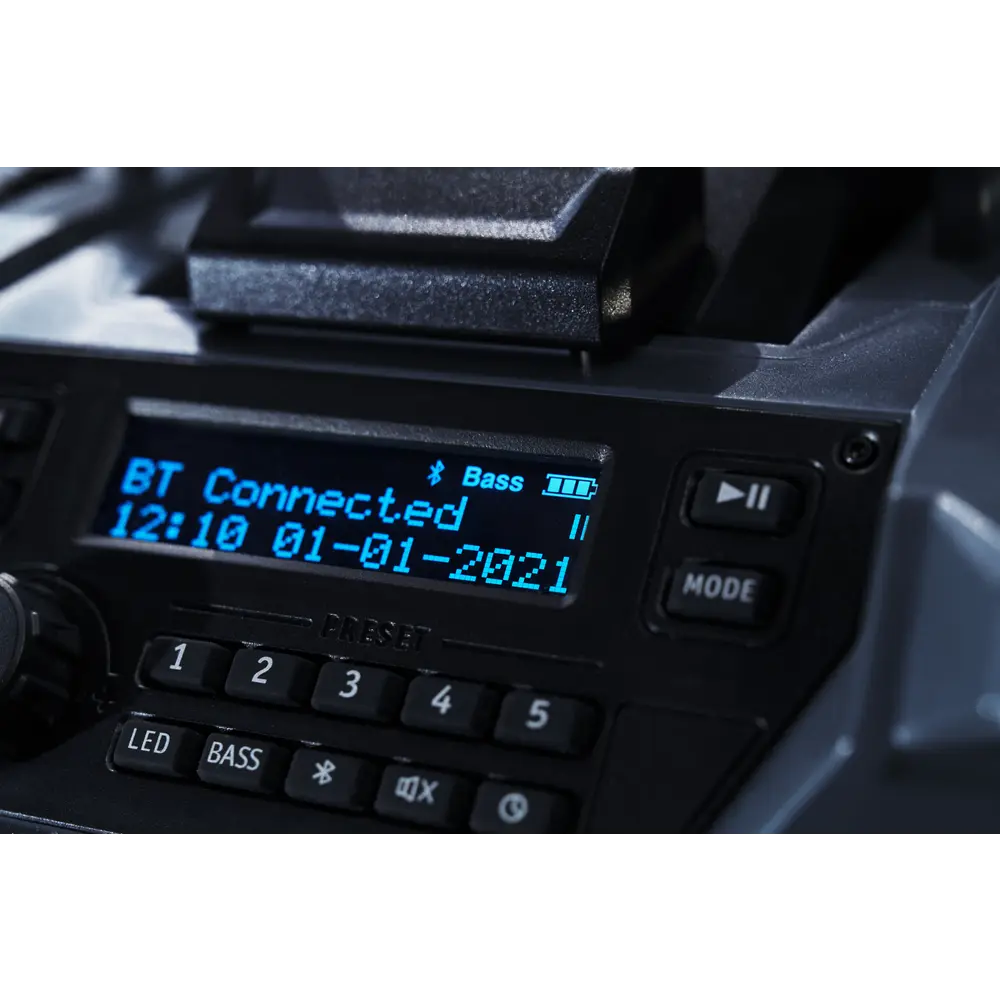 Bass
BT Connected
12:10 01-01-2021
MODE
PRESET
1 2 3 4 5
LED BASS